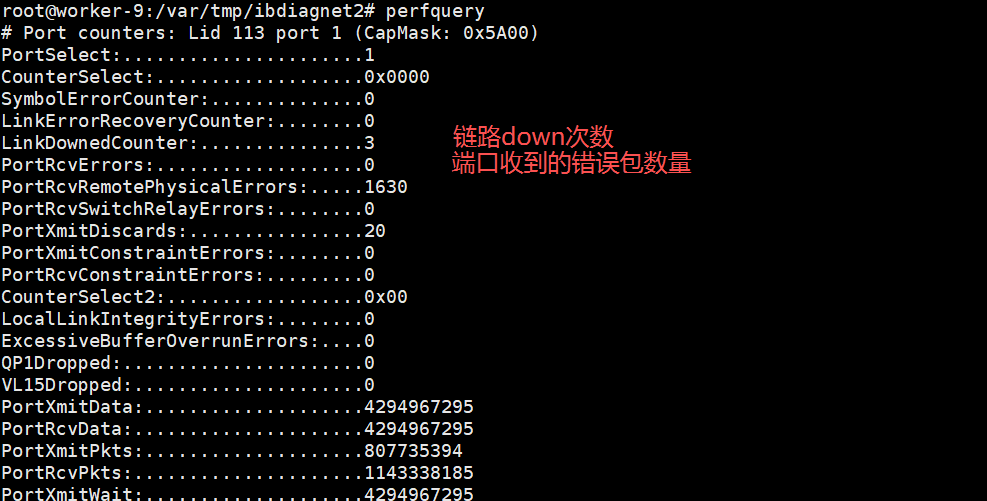 root@worker-9:/var/tmp/ibdiagnet2# perfquery
# Port counters: Lid 113 port 1 (CapMask: 0x5A00)
PortSelect:......................1
CounterSelect:...................0x0000
SymbolErrorCounter:..............0
LinkErrorRecoveryCounter:........0
LinkDownedCounter:...............3
链路down次数
PortRcvErrors:...................0
端口收到的错误包数量
PortRcvRemotePhysicalErrors:.....1630
PortRcvSwitchRelayErrors:........0
PortXmitDiscards:................20
PortXmitConstraintErrors:........0
PortRcvConstraintErrors:.........0
CounterSelect2:..................0x00
LocalLinkIntegrityErrors:........0
ExcessiveBufferOverrunErrors:....0
QP1Dropped:......................0
VL15Dropped:.....................0
PortXmitData:....................4294967295
PortRcvData:.....................4294967295
PortXmitPkts:....................807735394
PortRcvPkts:.....................1143338185
PortXmitWait:....................4294967295